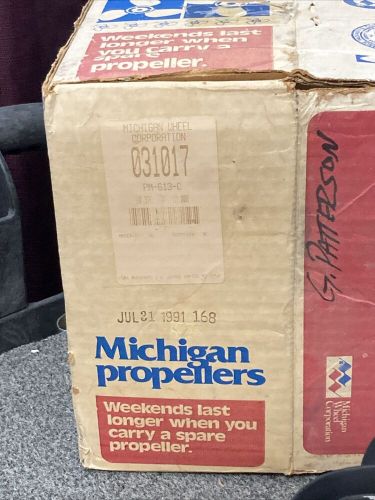 Weekends last
longer when
you carry a
spare
propeller.
MICHIGAN WHEEL
CORPORATION
031017
PM-613-C
JUL 21 1991 168
Michigan
propellers
Weekends last
longer when you
carry a spare
propeller.
G. PATTERSON
Michigan
Wheel
Corporation